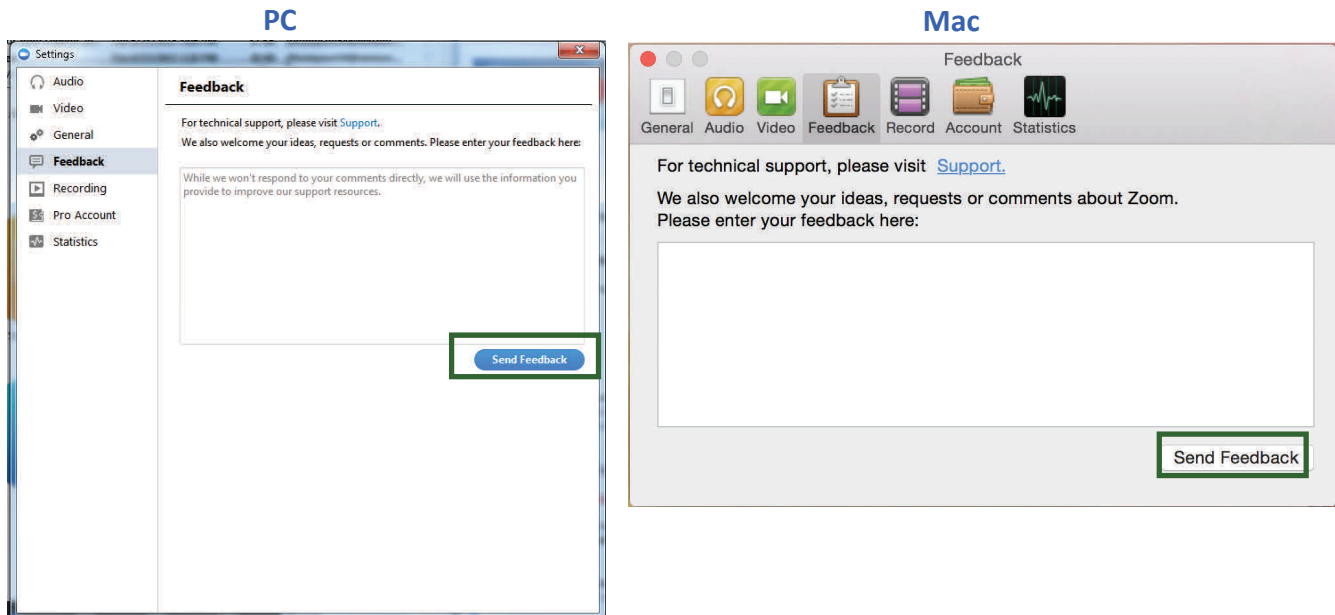 PC
Settings
Audio
Video
General
Feedback
Recording
Pro Account
Statistics
Feedback
For technical support, please visit Support.
We also welcome your ideas, requests or comments. Please enter your feedback here:
While we won't respond to your comments directly, we will use the information you
provide to improve our support resources.
Send Feedback
Mac
Feedback
General Audio Video Feedback Record Account Statistics
For technical support, please visit Support.
We also welcome your ideas, requests or comments about Zoom.
Please enter your feedback here:
Send Feedback